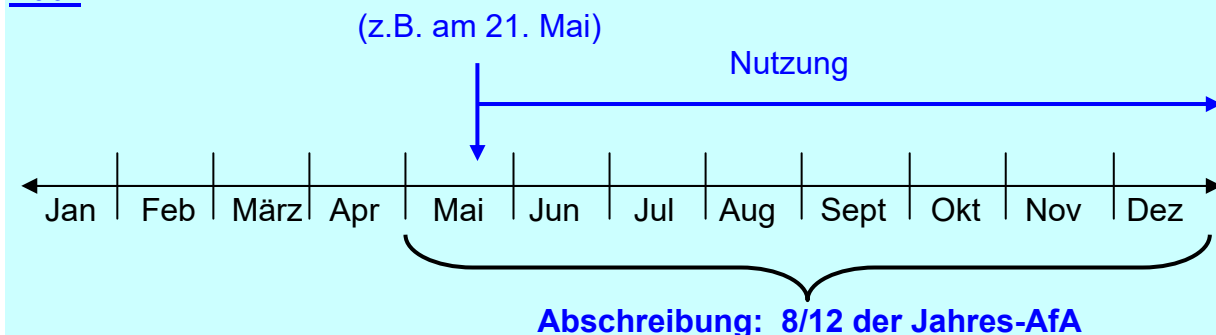 (z.B. am 21. Mai)
Nutzung
Jan Feb März Apr Mai Jun Jul Aug Sept Okt Nov Dez
Abschreibung: 8/12 der Jahres-AfA